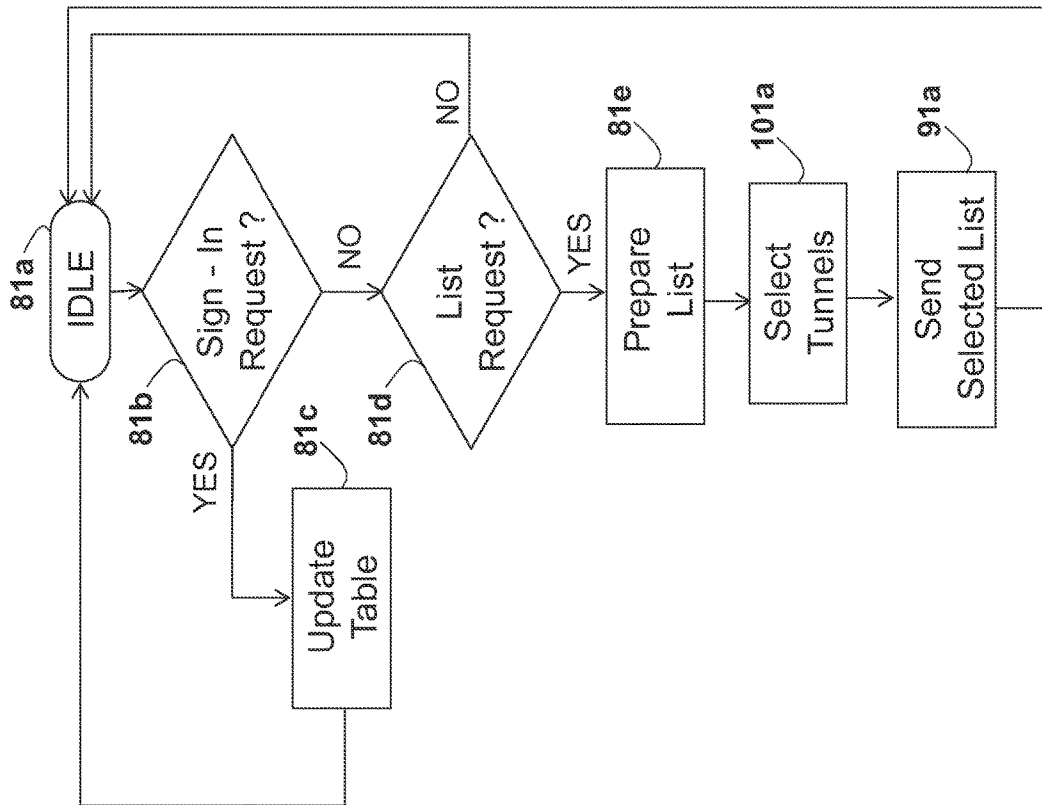 81a
IDLE
81b
Sign - In
Request ?
YES
NO
81c
Update
Table
81d
List
Request ?
NO
YES
81e
Prepare
List
101a
Select
Tunnels
91a
Send
Selected List